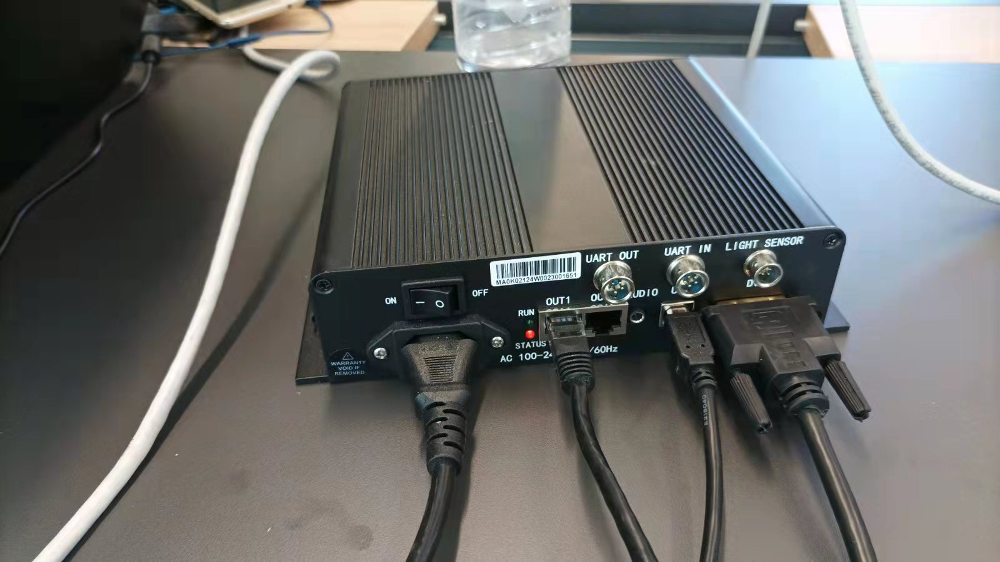 UART OUT
UART IN
LIGHT SENSOR
MA0K02124W0023001651
ON
OFF
OUT1
RUN
STATUS
WARRANTY
VOID IF
REMOVED
AC 100-24
/60Hz
E216040